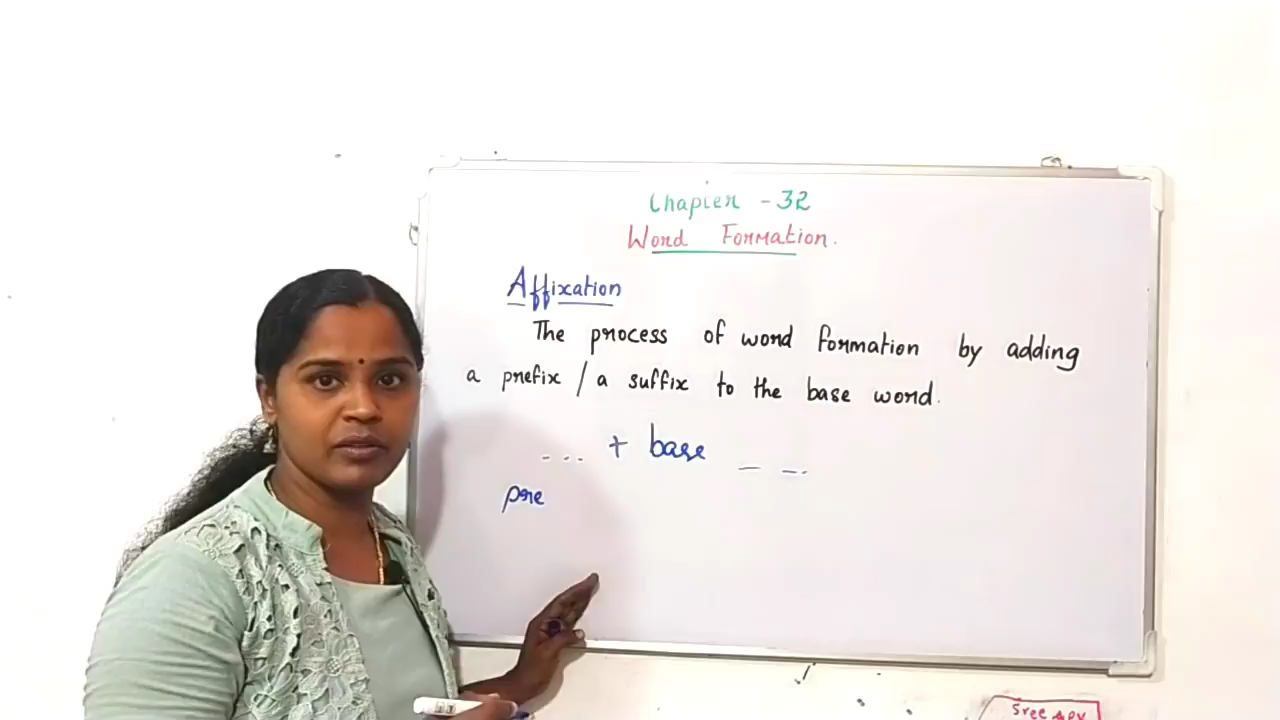 Chapter - 32
Word Formation.
Affixation
The process of word formation by adding
a prefix / a suffix to the base word.
--- + base _ _.
pre
Sree